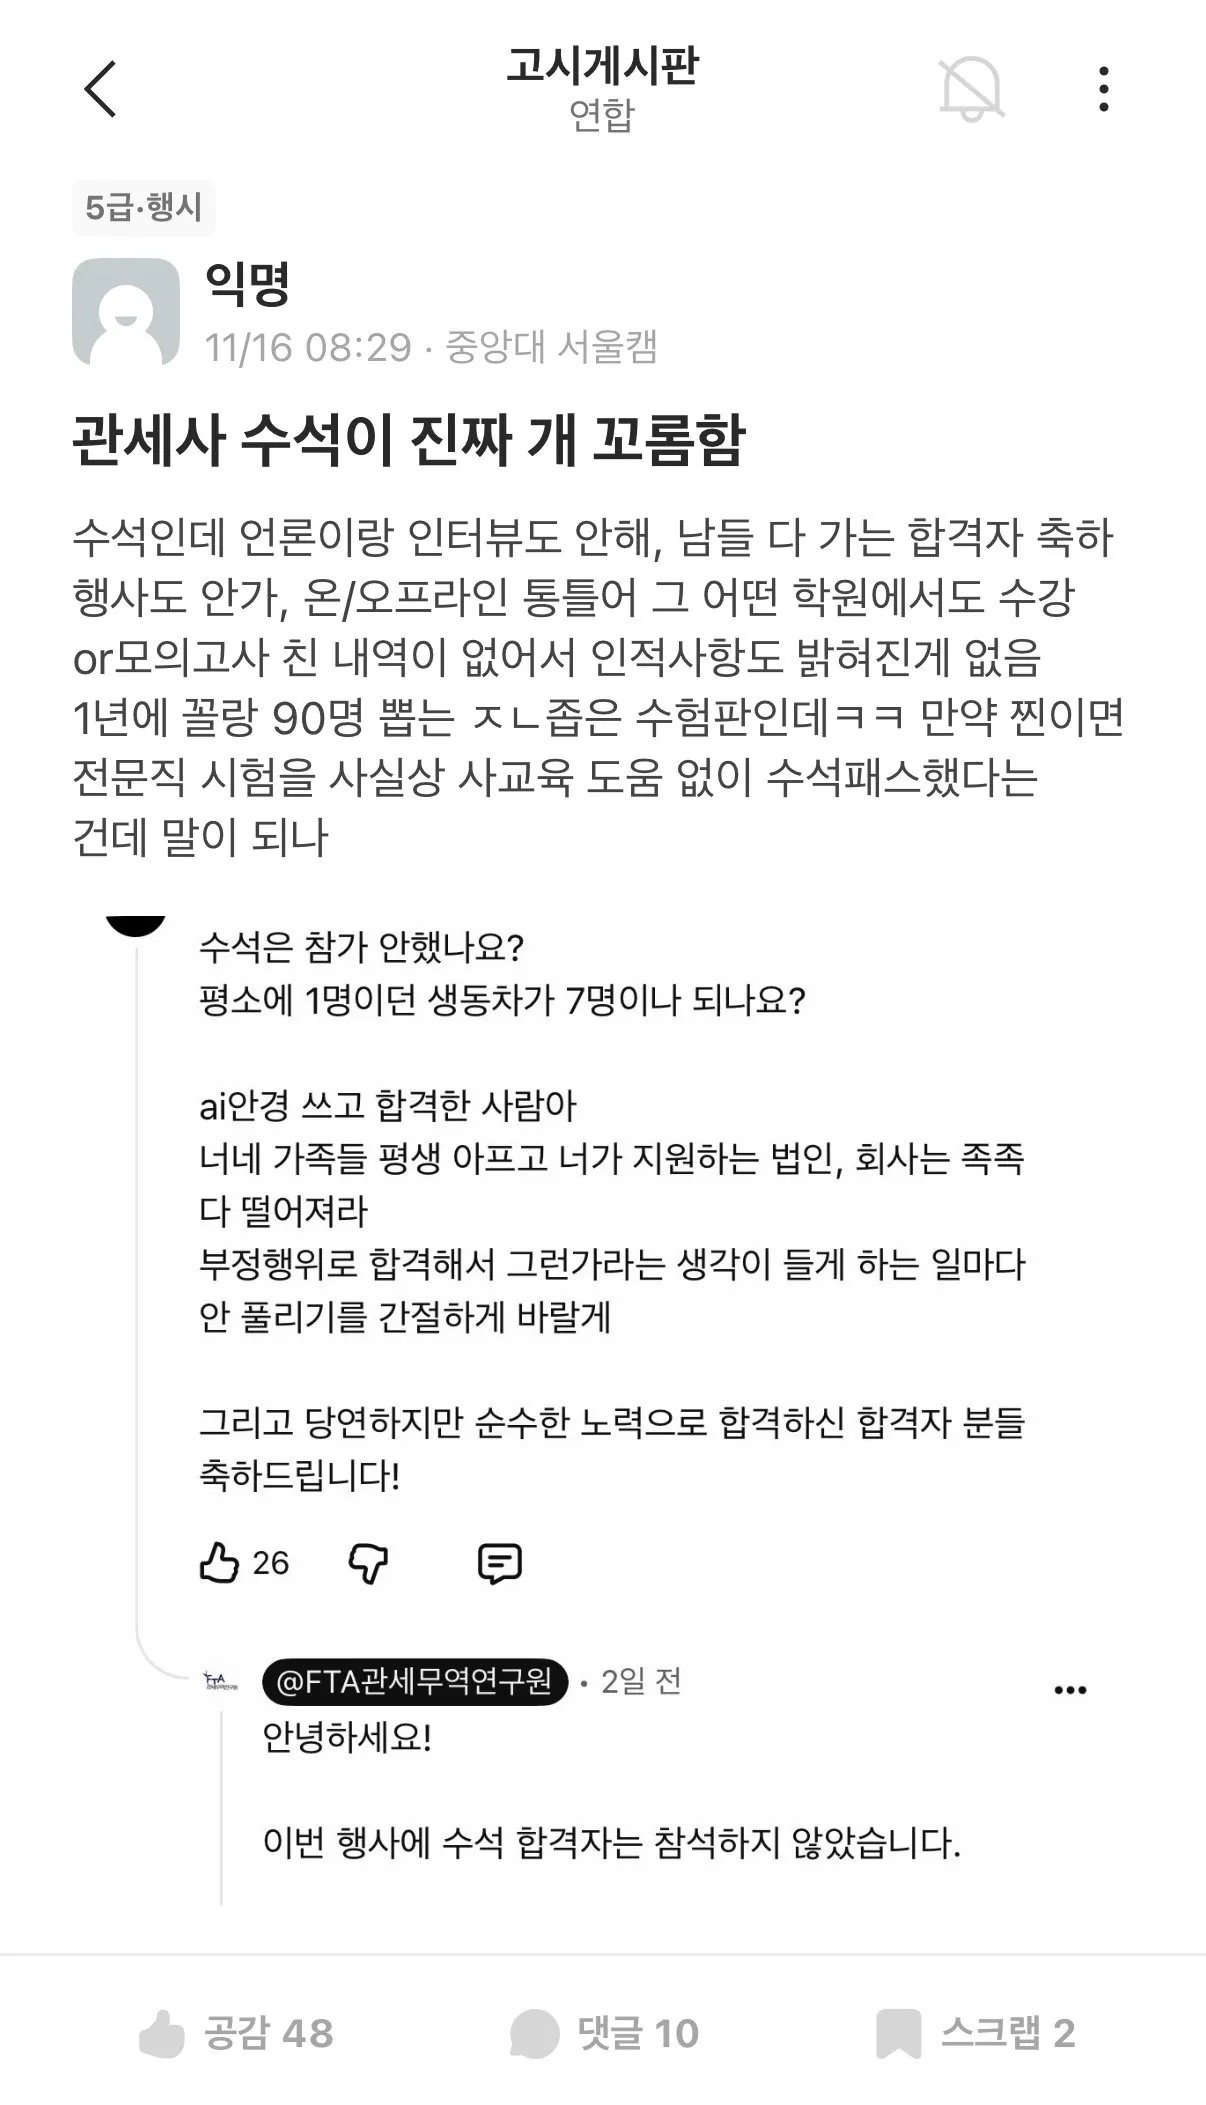 고시게시판
연합
5급·행시
익명
11/16 08:29 · 중앙대 서울캠
관세사 수석이 진짜 개 꼬롬함
수석인데 언론이랑 인터뷰도 안해, 남들 다 가는 합격자 축하
행사도 안가, 온/오프라인 통틀어 그 어떤 학원에서도 수강
or모의고사 친 내역이 없어서 인적사항도 밝혀진게 없음
1년에 꼴랑 90명 뽑는 ㅈㄴ좁은 수험판인데ㅋㅋ 만약 찐이면
전문직 시험을 사실상 사교육 도움 없이 수석패스했다는
건데 말이 되나
수석은 참가 안했나요?
평소에 1명이던 생동차가 7명이나 되나요?
ai안경 쓰고 합격한 사람아
너네 가족들 평생 아프고 너가 지원하는 법인, 회사는 족족
다 떨어져라
부정행위로 합격해서 그런가라는 생각이 들게 하는 일마다
안 풀리기를 간절하게 바랄게
그리고 당연하지만 순수한 노력으로 합격하신 합격자 분들
축하드립니다!
26
FTA
@FTA관세무역연구원 · 2일 전
안녕하세요!
이번 행사에 수석 합격자는 참석하지 않았습니다.
공감 48
댓글 10
스크랩 2